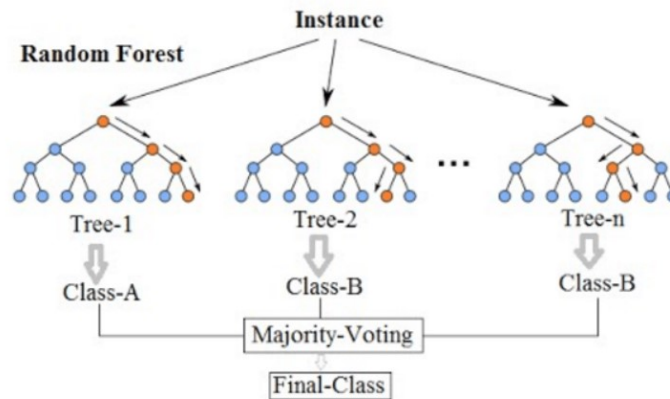 Instance
Random Forest
...
Tree-1
Tree-2
Tree-n
Class-A
Class-B
Class-B
Majority-Voting
Final-Class